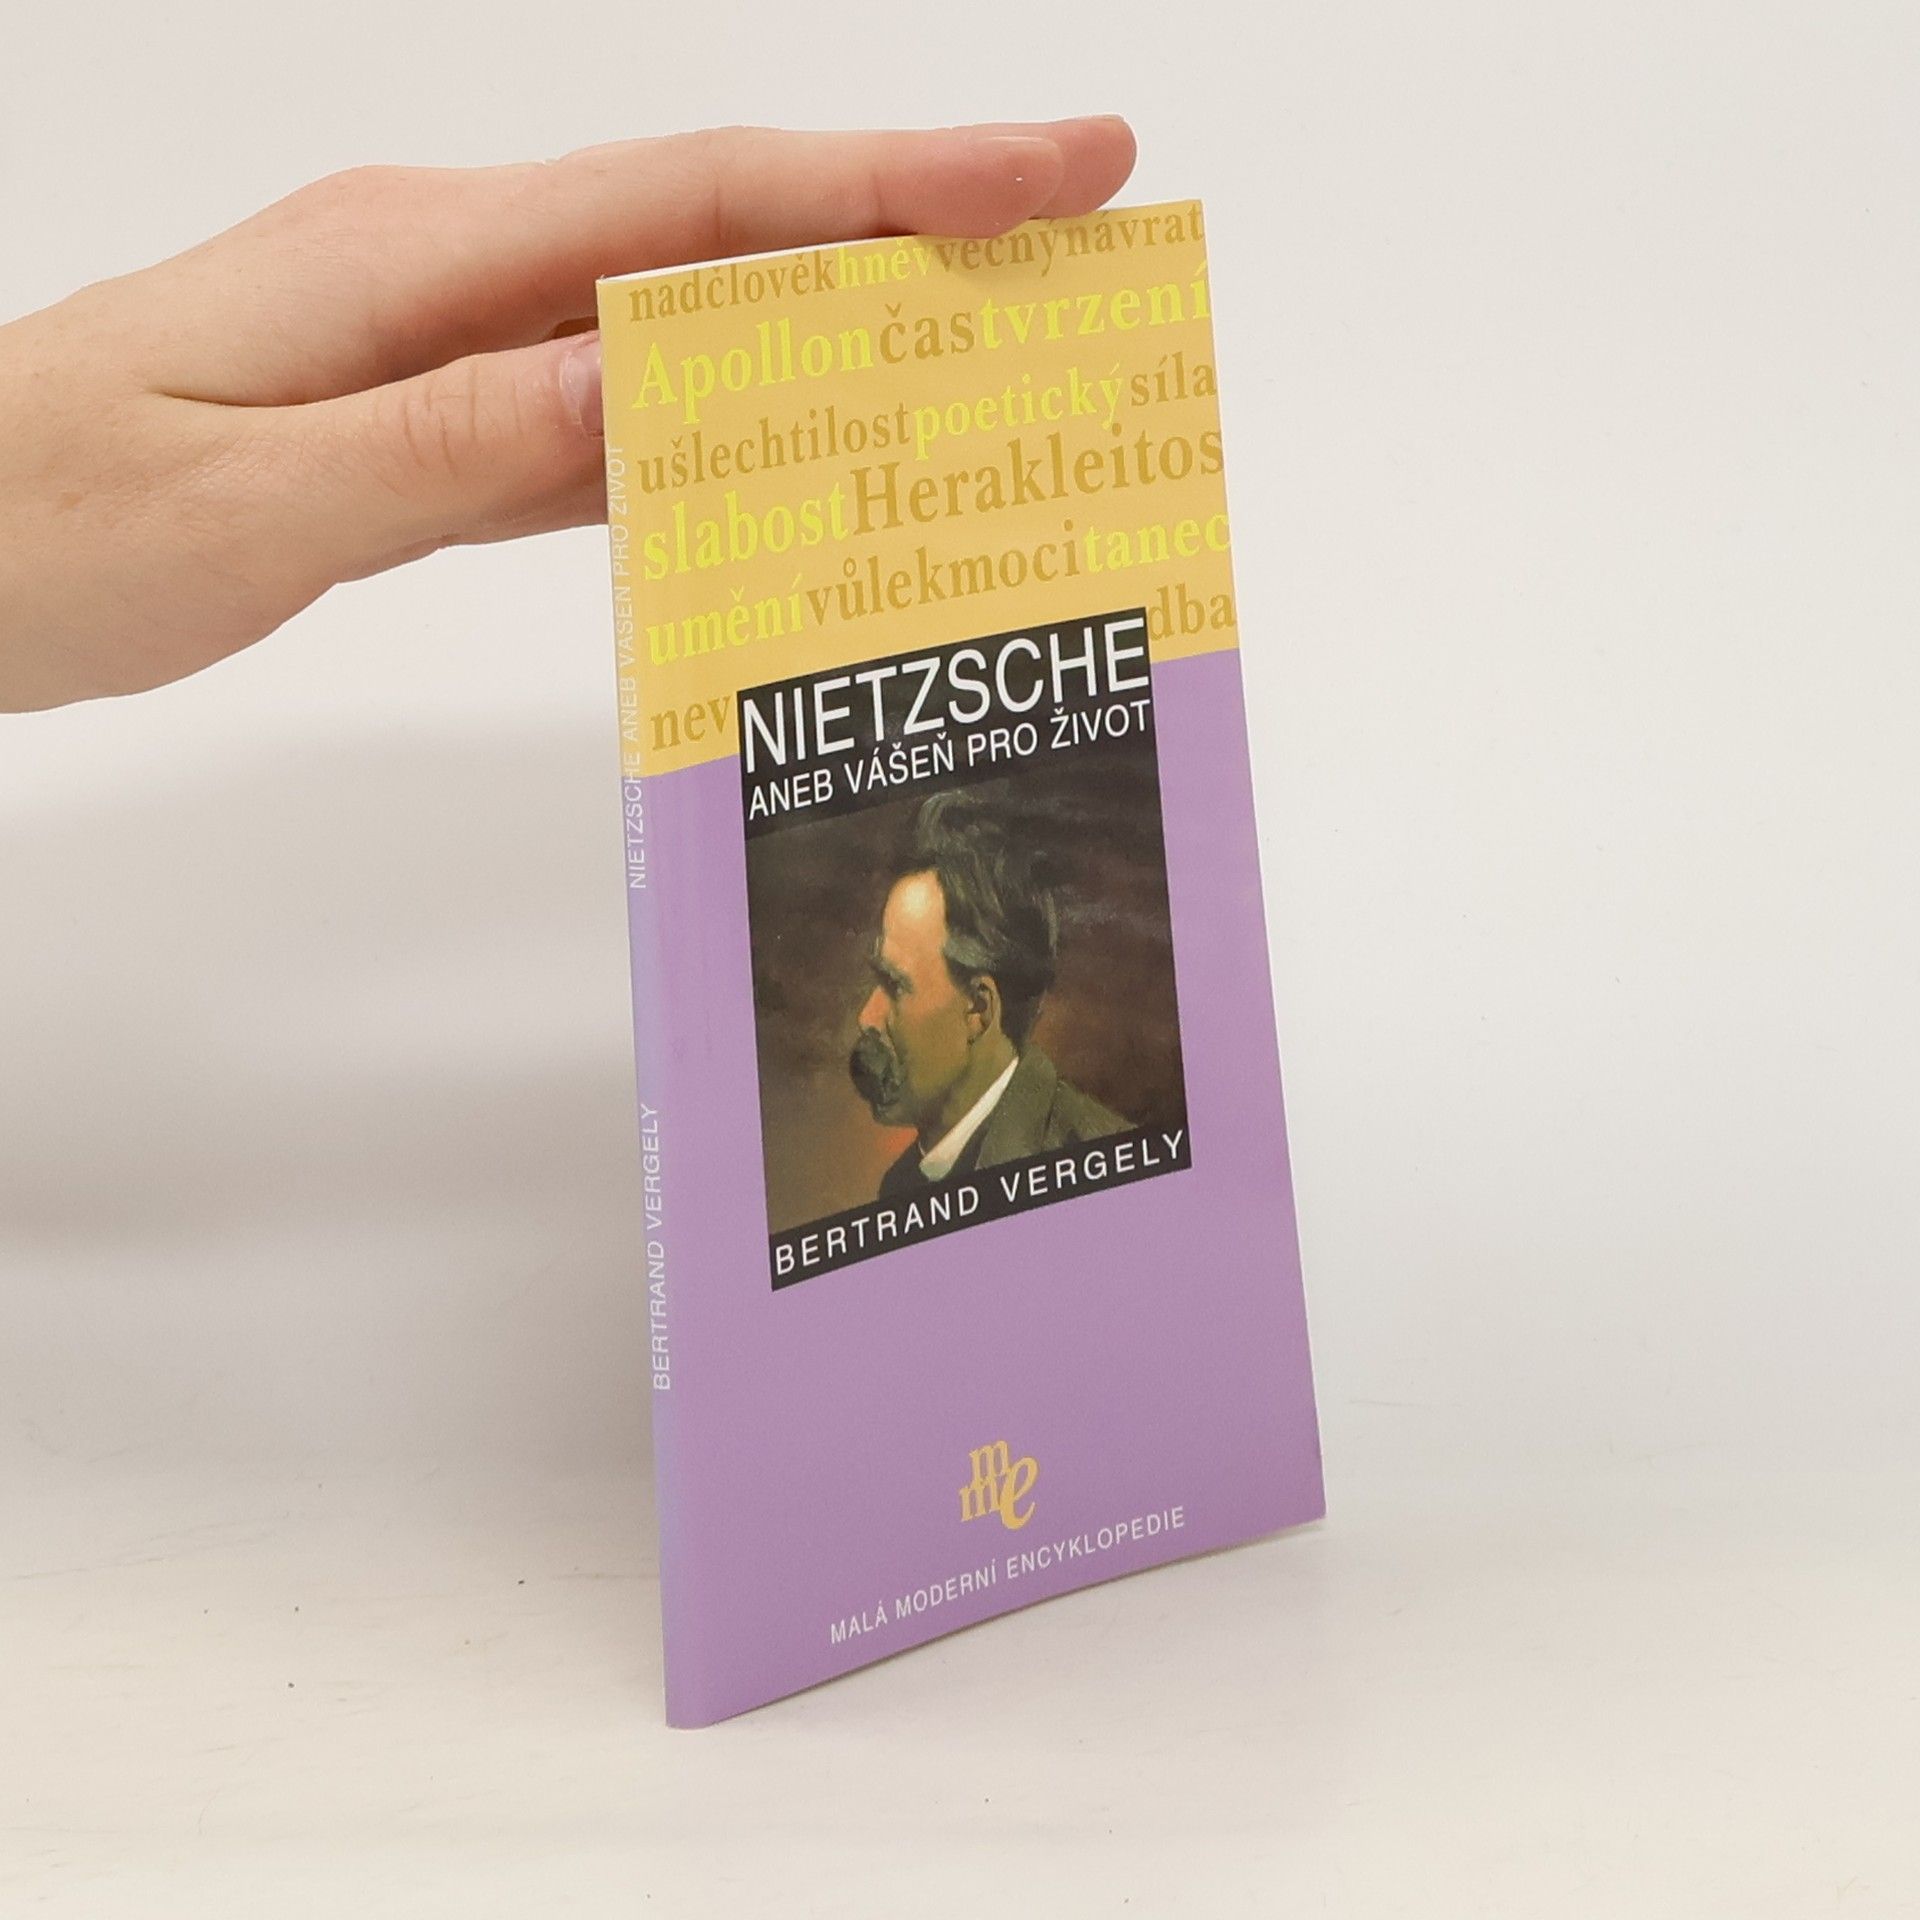 nadčlověkhněvvěčnýnávrat
Apollončastvrzení
ušlechtilostpoetickýsíla
slabostHerakleitos
uměnívůlekmocitanec
nev dba
NIETZSCHE
ANEB VÁŠEŇ PRO ŽIVOT
BERTRAND VERGELY
mme
MALÁ MODERNÍ ENCYKLOPEDIE
NIETZSCHE ANEB VÁŠEŇ PRO ŽIVOT
BERTRAND VERGELY